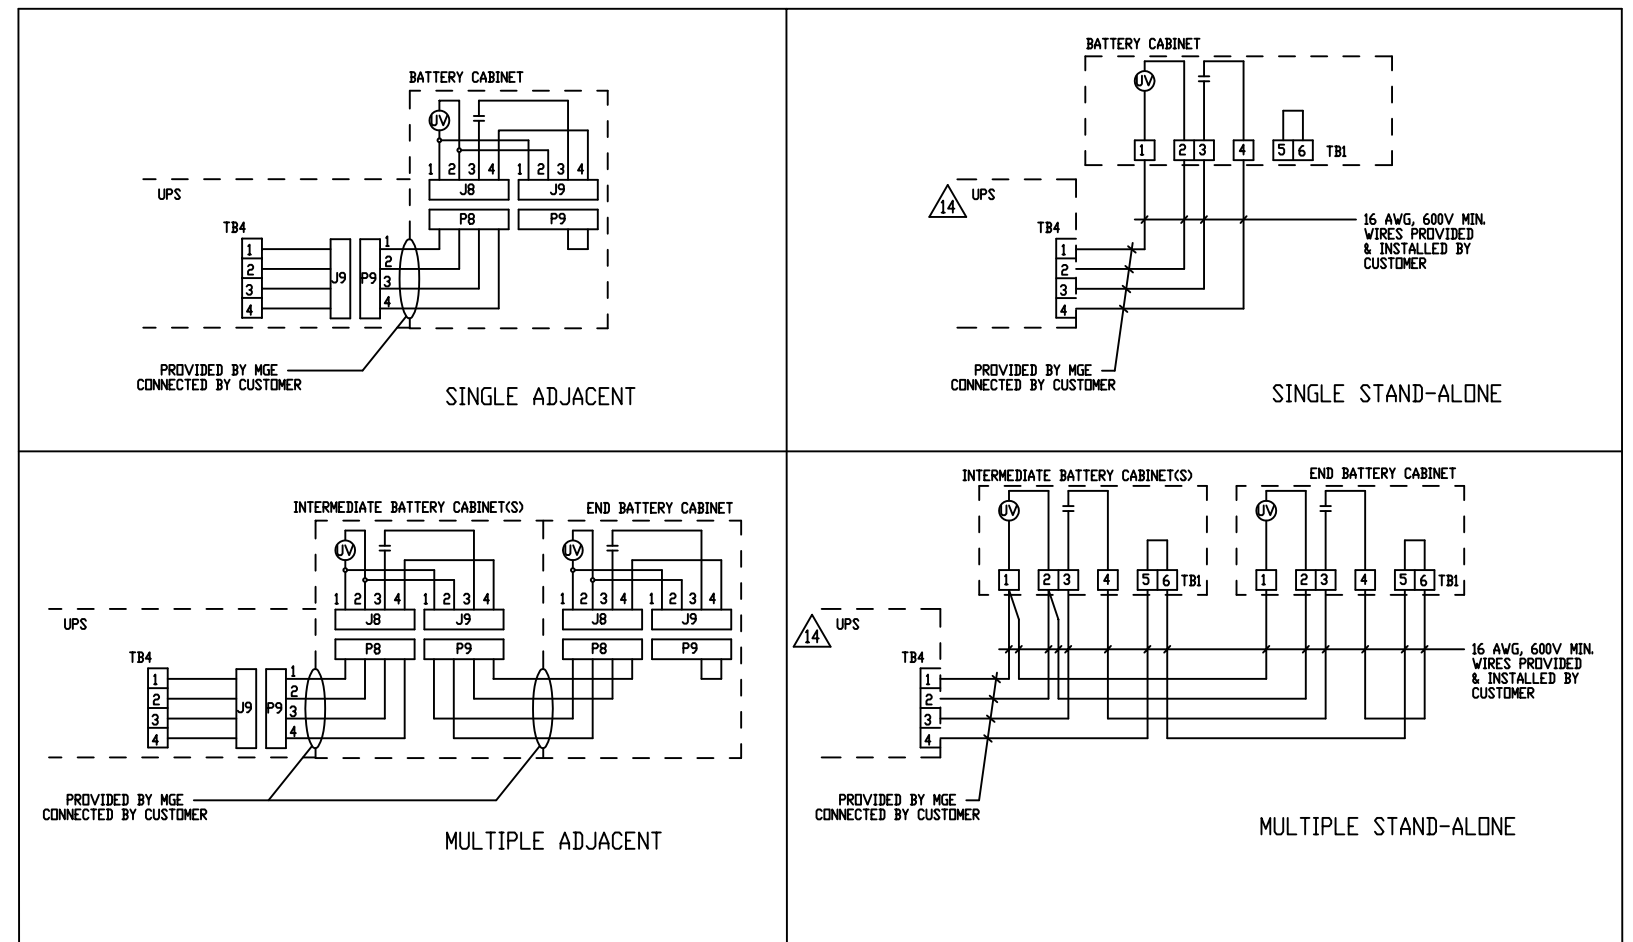 BATTERY CABINET
UV
1 2 3 4 1 2 3 4
J8 J9
P8 P9
UPS
TB4
1
2
3
4
J9 P9
1
2
3
4
PROVIDED BY MGE
CONNECTED BY CUSTOMER
SINGLE ADJACENT
BATTERY CABINET
UV
1 2 3 4 5 6 TB1
14 UPS
TB4
1
2
3
4
16 AWG, 600V MIN.
WIRES PROVIDED
& INSTALLED BY
CUSTOMER
PROVIDED BY MGE
CONNECTED BY CUSTOMER
SINGLE STAND-ALONE
INTERMEDIATE BATTERY CABINET(S) END BATTERY CABINET
UV UV
1 2 3 4 1 2 3 4 1 2 3 4 1 2 3 4
J8 J9 J8 J9
P8 P9 P8 P9
UPS
TB4
1
2
3
4
J9 P9
1
2
3
4
PROVIDED BY MGE
CONNECTED BY CUSTOMER
MULTIPLE ADJACENT
INTERMEDIATE BATTERY CABINET(S) END BATTERY CABINET
UV UV
1 2 3 4 5 6 TB1 1 2 3 4 5 6 TB1
14 UPS
TB4
1
2
3
4
16 AWG, 600V MIN.
WIRES PROVIDED
& INSTALLED BY
CUSTOMER
PROVIDED BY MGE
CONNECTED BY CUSTOMER
MULTIPLE STAND-ALONE